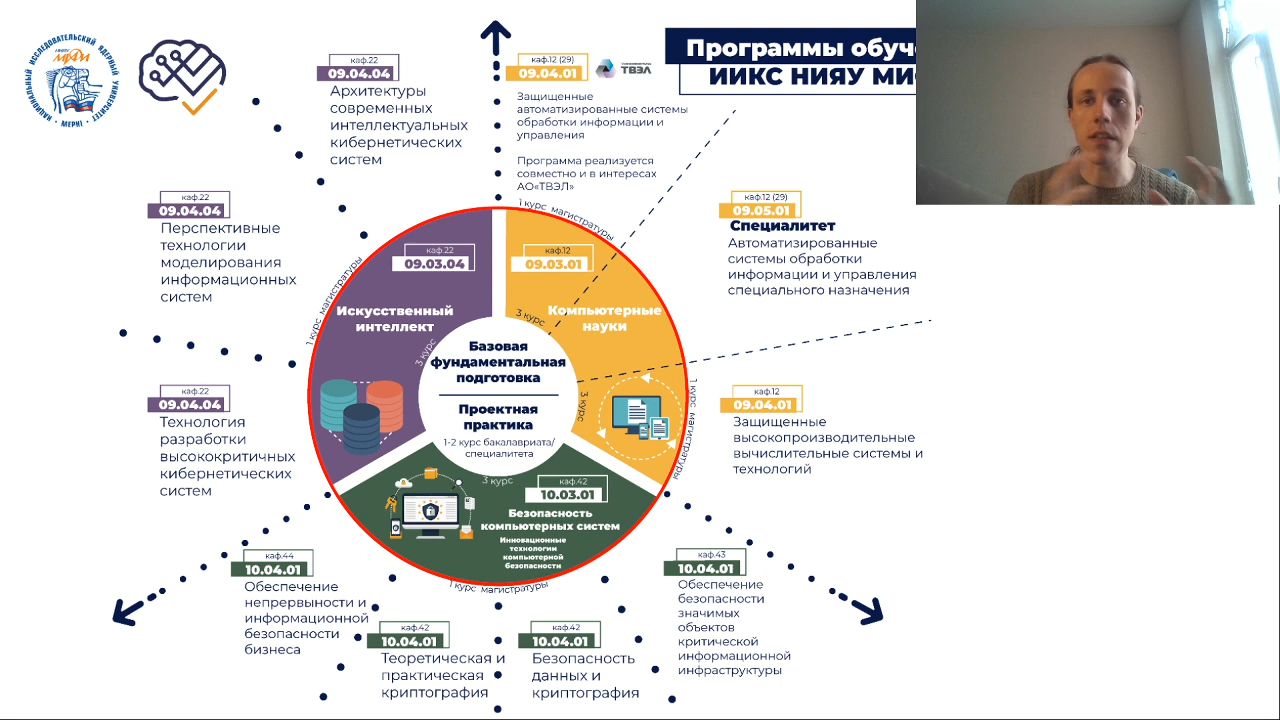 НАЦИОНАЛЬНЫЙ ИССЛЕДОВАТЕЛЬСКИЙ ЯДЕРНЫЙ УНИВЕРСИТЕТ • МЕРНI •
МИФИ
Программы обуч
ИИКС НИЯУ МИ
каф.22
09.04.04
Архитектуры
современных
интеллектуальных
кибернетических
систем
каф.12 (29)
09.04.01
ТВЭЛ
Защищенные
автоматизированные системы
обработки информации и
управления
Программа реализуется
совместно и в интересах
АО«ТВЭЛ»
каф.22
09.04.04
Перспективные
технологии
моделирования
информационных
систем
каф.12 (29)
09.05.01
Специалитет
Автоматизированные
системы обработки
информации и управления
специального назначения
1 курс магистратуры
1 курс магистратуры
каф.22
09.03.04
Искусственный
интеллект
3 курс
каф.12
09.03.01
Компьютерные
науки
3 курс
3 курс
Базовая
фундаментальная
подготовка
Проектная
практика
1-2 курс бакалавриата/
специалитета
1 курс магистратуры
каф.22
09.04.04
Технология
разработки
высококритичных
кибернетических
систем
каф.12
09.04.01
Защищенные
высокопроизводительные
вычислительные системы и
технологий
3 курс
каф.42
10.03.01
Безопасность
компьютерных систем
Инновационные
технологии
компьютерной
безопасности
1 курс магистратуры
каф.44
10.04.01
Обеспечение
непрервыности и
информационной
безопасности
бизнеса
каф.42
10.04.01
Теоретическая и
практическая
криптография
каф.42
10.04.01
Безопасность
данных и
криптография
каф.43
10.04.01
Обеспечение
безопасности
значимых
объектов
критической
информационной
инфраструктуры